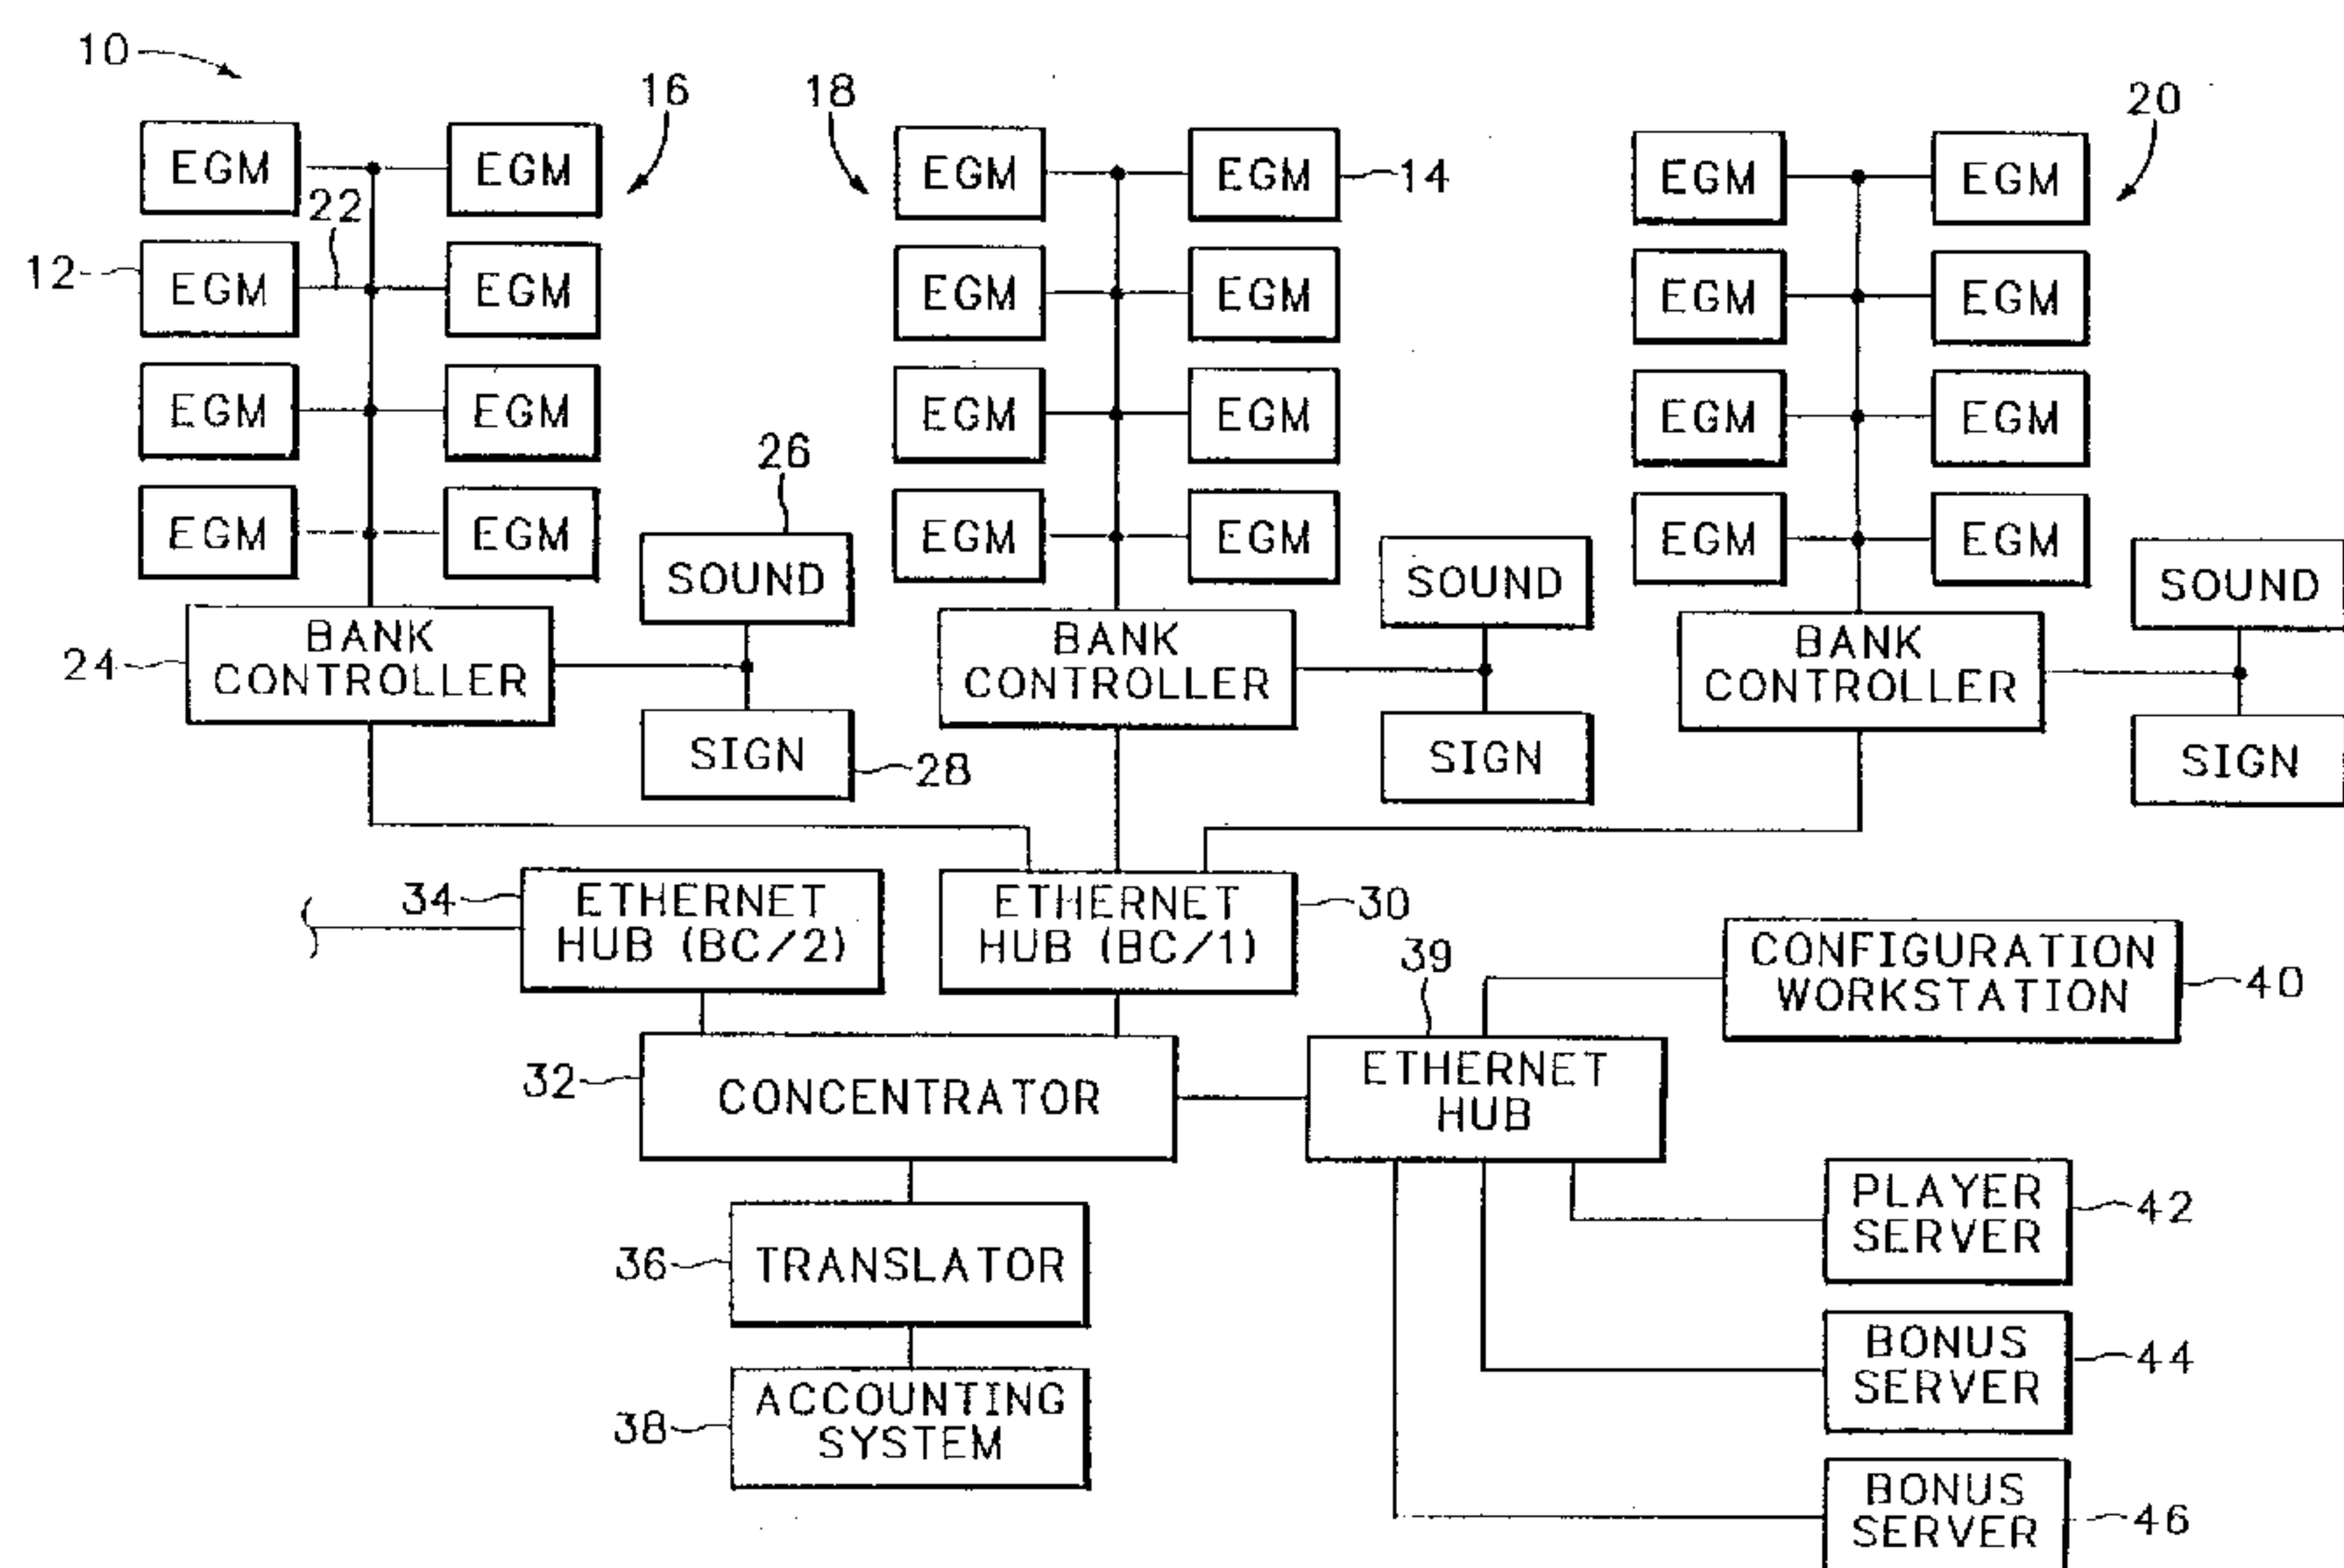 10
16
18
20
EGM
EGM
EGM
EGM
14
EGM
EGM
22
12
EGM
EGM
EGM
EGM
EGM
EGM
EGM
EGM
EGM
EGM
EGM
EGM
26
EGM
EGM
EGM
EGM
EGM
EGM
SOUND
SOUND
SOUND
24
BANK
CONTROLLER
BANK
CONTROLLER
BANK
CONTROLLER
SIGN
28
SIGN
SIGN
34
ETHERNET
HUB (BC/2)
ETHERNET
HUB (BC/1)
30
39
CONFIGURATION
WORKSTATION
40
32
CONCENTRATOR
ETHERNET
HUB
PLAYER
SERVER
42
36
TRANSLATOR
BONUS
SERVER
44
38
ACCOUNTING
SYSTEM
BONUS
SERVER
46